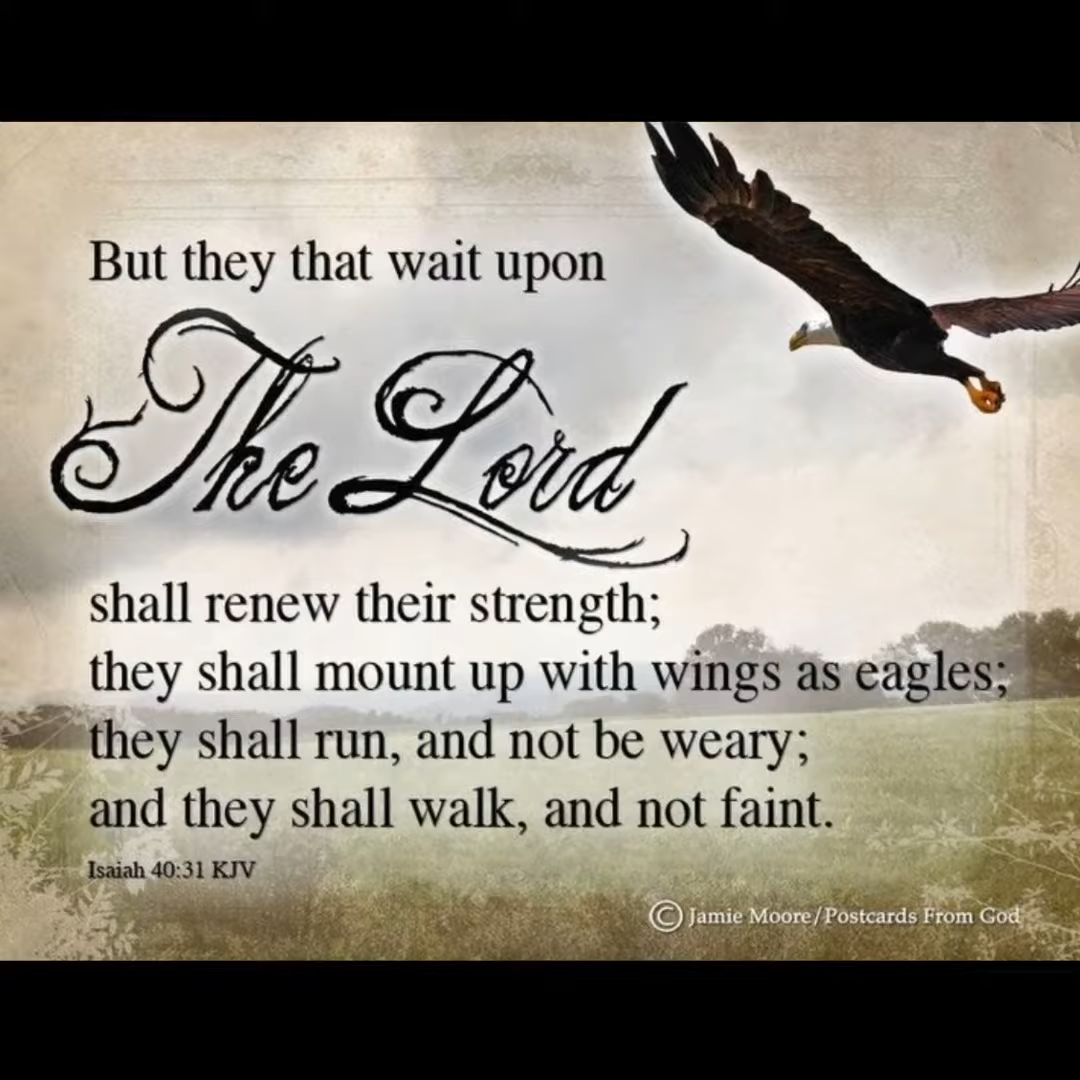 But they that wait upon
The Lord
shall renew their strength;
they shall mount up with wings as eagles;
they shall run, and not be weary;
and they shall walk, and not faint.
Isaiah 40:31 KJV
© Jamie Moore/Postcards From God